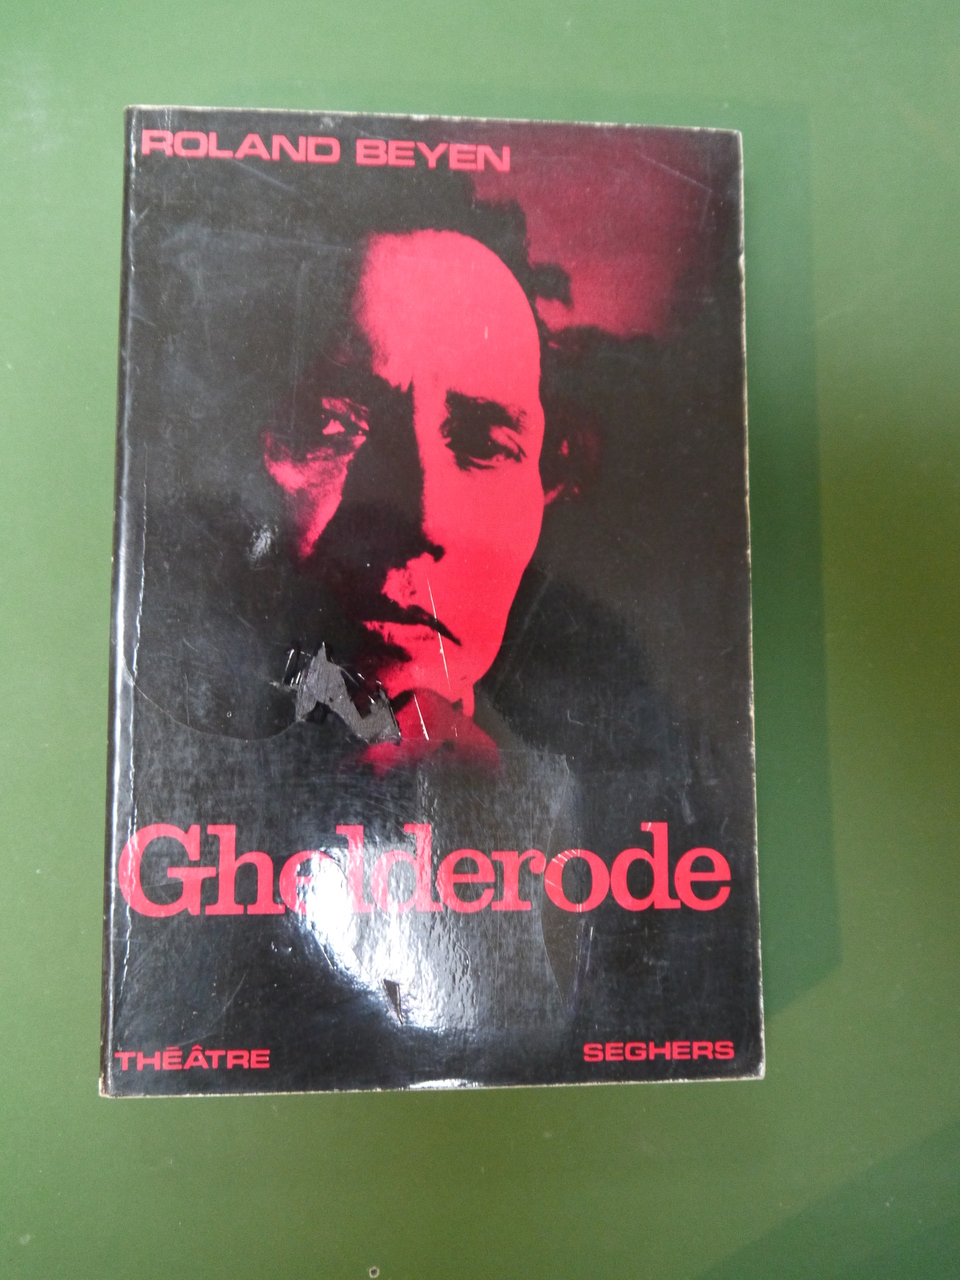 ROLAND BEYEN
Ghelderode
THÉÂTRE
SEGHERS